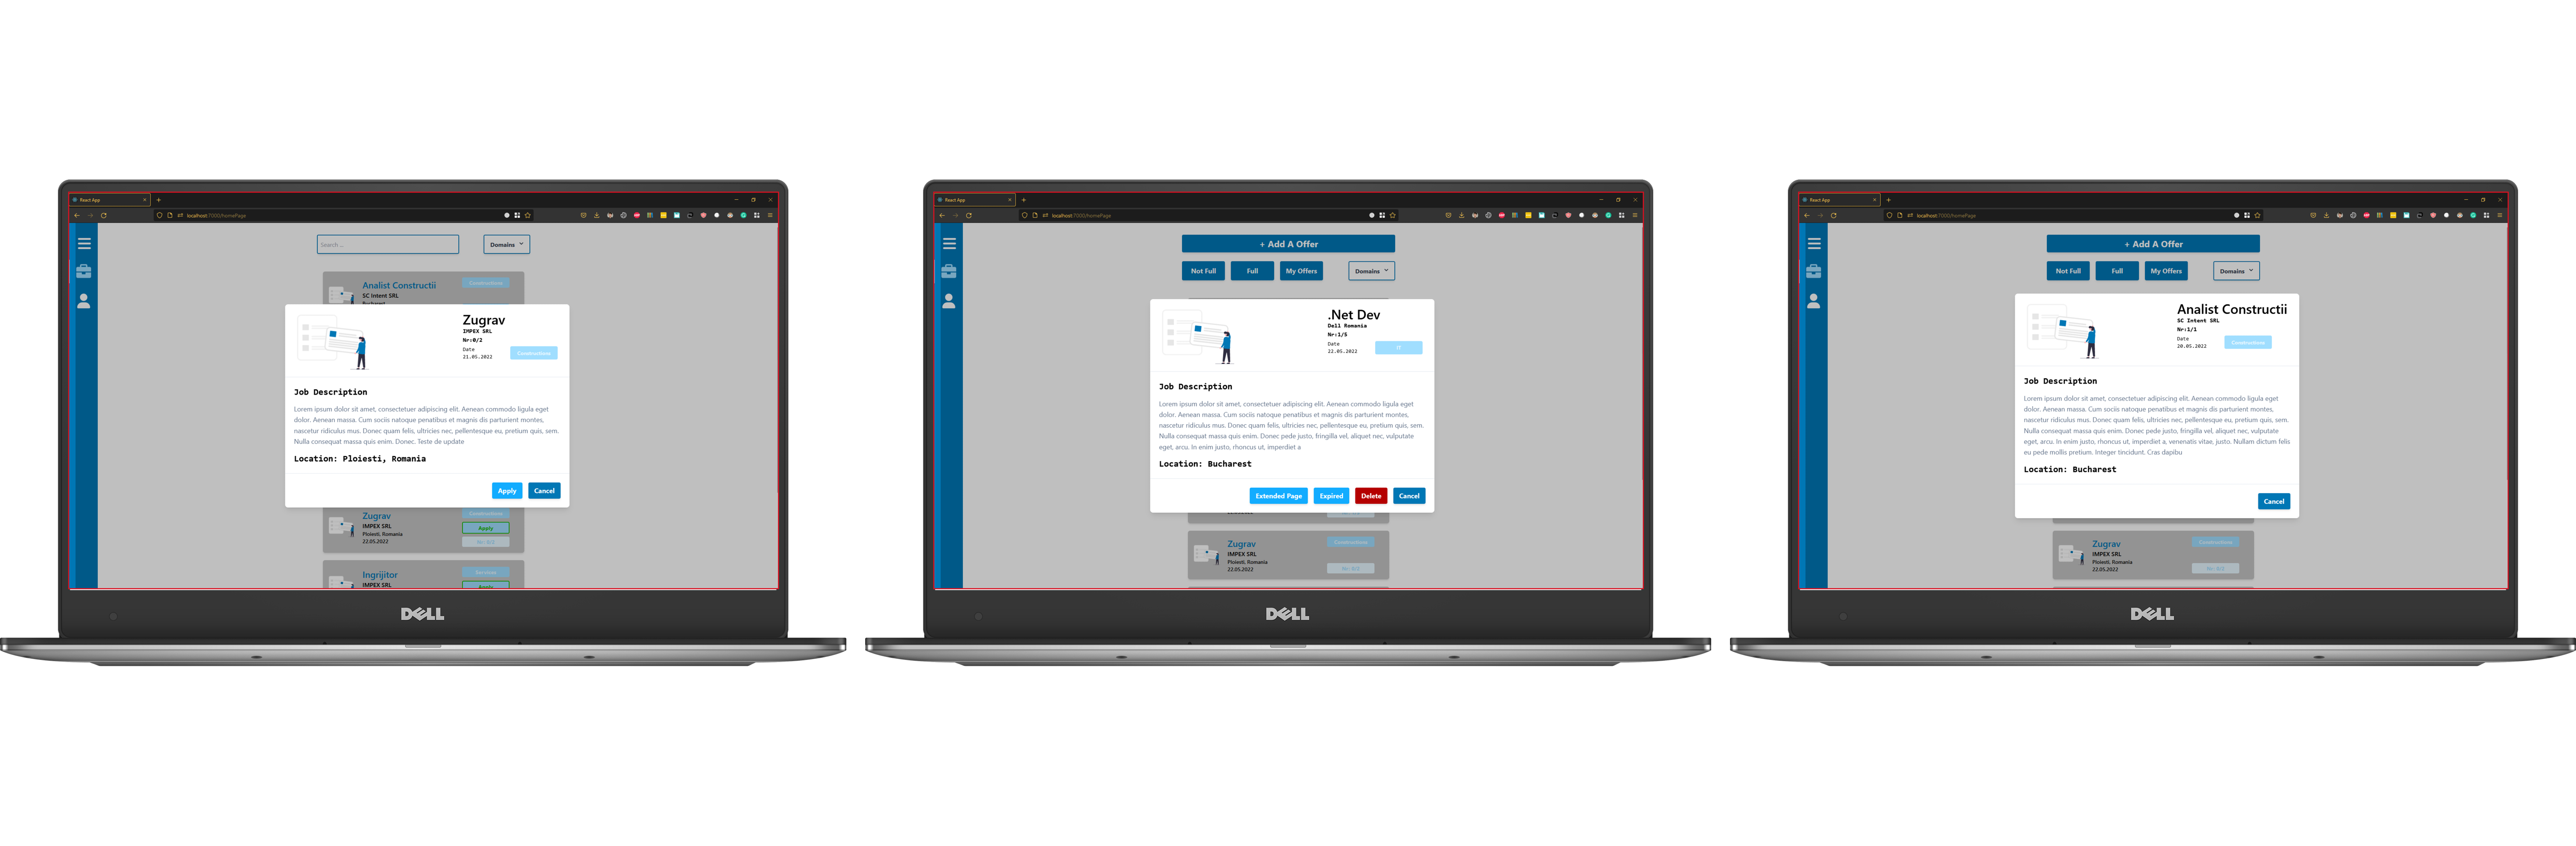 React App
localhost:7000/homePage
Search ...
Domains
Analist Constructii
Constructions
SC Intent SRL
Bucharest
Zugrav
IMPEX SRL
Nr:0/2
Date
21.05.2022
Constructions
Job Description
Lorem ipsum dolor sit amet, consectetuer adipiscing elit. Aenean commodo ligula eget
dolor. Aenean massa. Cum sociis natoque penatibus et magnis dis parturient montes,
nascetur ridiculus mus. Donec quam felis, ultricies nec, pellentesque eu, pretium quis, sem.
Nulla consequat massa quis enim. Donec. Teste de update
Location: Ploiesti, Romania
Apply
Cancel
Zugrav
Constructions
IMPEX SRL
Apply
Ploiesti, Romania
22.05.2022
Nr: 0/2
Ingrijitor
Services
IMPEX SRL
Apply
DELL
React App
localhost:7000/homePage
+ Add A Offer
Not Full
Full
My Offers
Domains
.Net Dev
Dell Romania
Nr:1/5
Date
22.05.2022
IT
Job Description
Lorem ipsum dolor sit amet, consectetuer adipiscing elit. Aenean commodo ligula eget
dolor. Aenean massa. Cum sociis natoque penatibus et magnis dis parturient montes,
nascetur ridiculus mus. Donec quam felis, ultricies nec, pellentesque eu, pretium quis, sem.
Nulla consequat massa quis enim. Donec pede justo, fringilla vel, aliquet nec, vulputate
eget, arcu. In enim justo, rhoncus ut, imperdiet a
Location: Bucharest
Extended Page
Expired
Delete
Cancel
Zugrav
Constructions
IMPEX SRL
Ploiesti, Romania
22.05.2022
Nr: 0/2
DELL
React App
localhost:7000/homePage
+ Add A Offer
Not Full
Full
My Offers
Domains
Analist Constructii
SC Intent SRL
Nr:1/1
Date
20.05.2022
Constructions
Job Description
Lorem ipsum dolor sit amet, consectetuer adipiscing elit. Aenean commodo ligula eget
dolor. Aenean massa. Cum sociis natoque penatibus et magnis dis parturient montes,
nascetur ridiculus mus. Donec quam felis, ultricies nec, pellentesque eu, pretium quis, sem.
Nulla consequat massa quis enim. Donec pede justo, fringilla vel, aliquet nec, vulputate
eget, arcu. In enim justo, rhoncus ut, imperdiet a, venenatis vitae, justo. Nullam dictum felis
eu pede mollis pretium. Integer tincidunt. Cras dapibu
Location: Bucharest
Cancel
Zugrav
Constructions
IMPEX SRL
Ploiesti, Romania
22.05.2022
Nr: 0/2
DELL